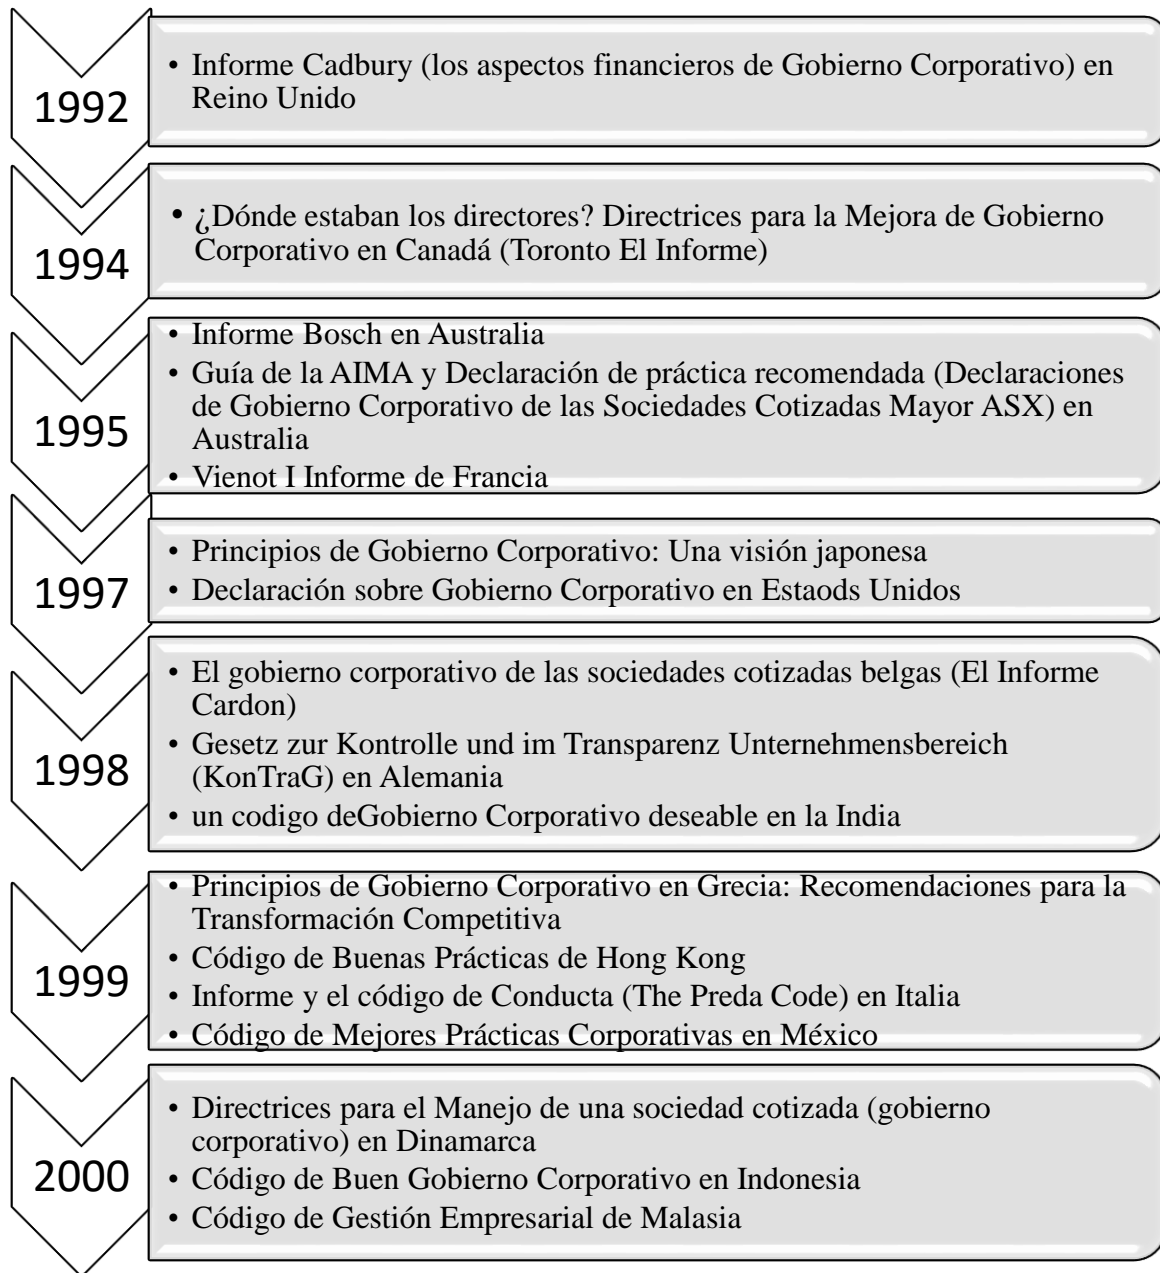 1992
• Informe Cadbury (los aspectos financieros de Gobierno Corporativo) en
Reino Unido
1994
• ¿Dónde estaban los directores? Directrices para la Mejora de Gobierno
Corporativo en Canadá (Toronto El Informe)
1995
• Informe Bosch en Australia
• Guía de la AIMA y Declaración de práctica recomendada (Declaraciones
de Gobierno Corporativo de las Sociedades Cotizadas Mayor ASX) en
Australia
• Vienot I Informe de Francia
1997
• Principios de Gobierno Corporativo: Una visión japonesa
• Declaración sobre Gobierno Corporativo en Estaods Unidos
1998
• El gobierno corporativo de las sociedades cotizadas belgas (El Informe
Cardon)
• Gesetz zur Kontrolle und im Transparenz Unternehmensbereich
(KonTraG) en Alemania
• un codigo deGobierno Corporativo deseable en la India
1999
• Principios de Gobierno Corporativo en Grecia: Recomendaciones para la
Transformación Competitiva
• Código de Buenas Prácticas de Hong Kong
• Informe y el código de Conducta (The Preda Code) en Italia
• Código de Mejores Prácticas Corporativas en México
2000
• Directrices para el Manejo de una sociedad cotizada (gobierno
corporativo) en Dinamarca
• Código de Buen Gobierno Corporativo en Indonesia
• Código de Gestión Empresarial de Malasia